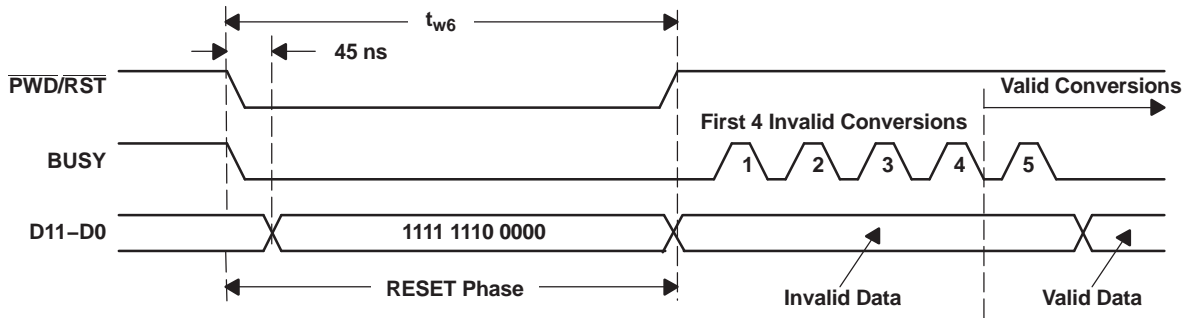 tw6
45 ns
PWD/RST
Valid Conversions
First 4 Invalid Conversions
BUSY
1 2 3 4 5
D11–D0
1111 1110 0000
RESET Phase
Invalid Data
Valid Data